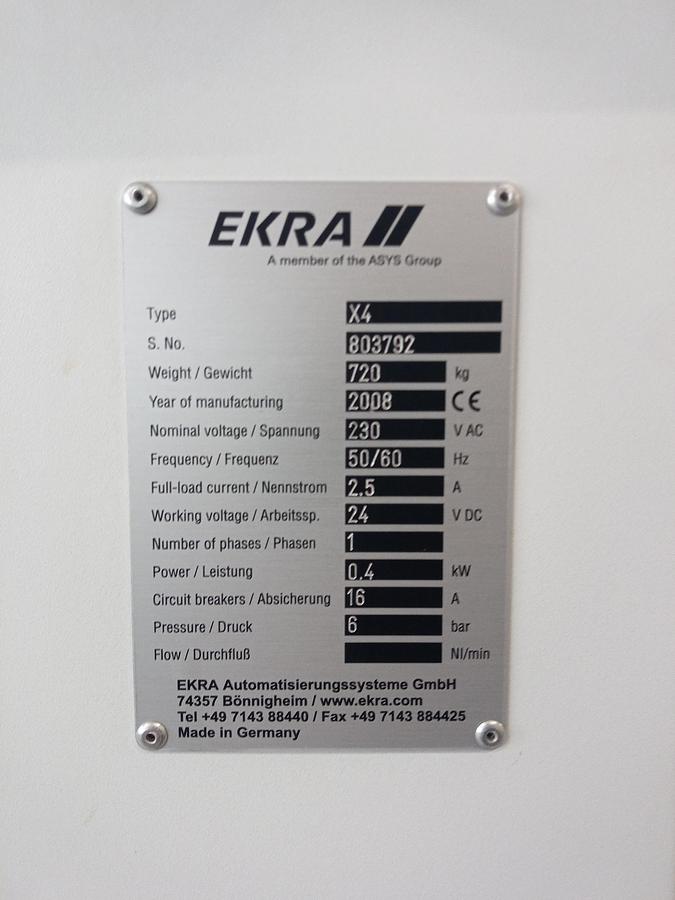 EKRA
A member of the ASYS Group
Type X4
S. No. 803792
Weight / Gewicht 720 kg
Year of manufacturing 2008 CE
Nominal voltage / Spannung 230 V AC
Frequency / Frequenz 50/60 Hz
Full-load current / Nennstrom 2.5 A
Working voltage / Arbeitssp. 24 V DC
Number of phases / Phasen 1
Power / Leistung 0.4 kW
Circuit breakers / Absicherung 16 A
Pressure / Druck 6 bar
Flow / Durchfluß Nl/min
EKRA Automatisierungssysteme GmbH
74357 Bönnigheim / www.ekra.com
Tel +49 7143 88440 / Fax +49 7143 884425
Made in Germany